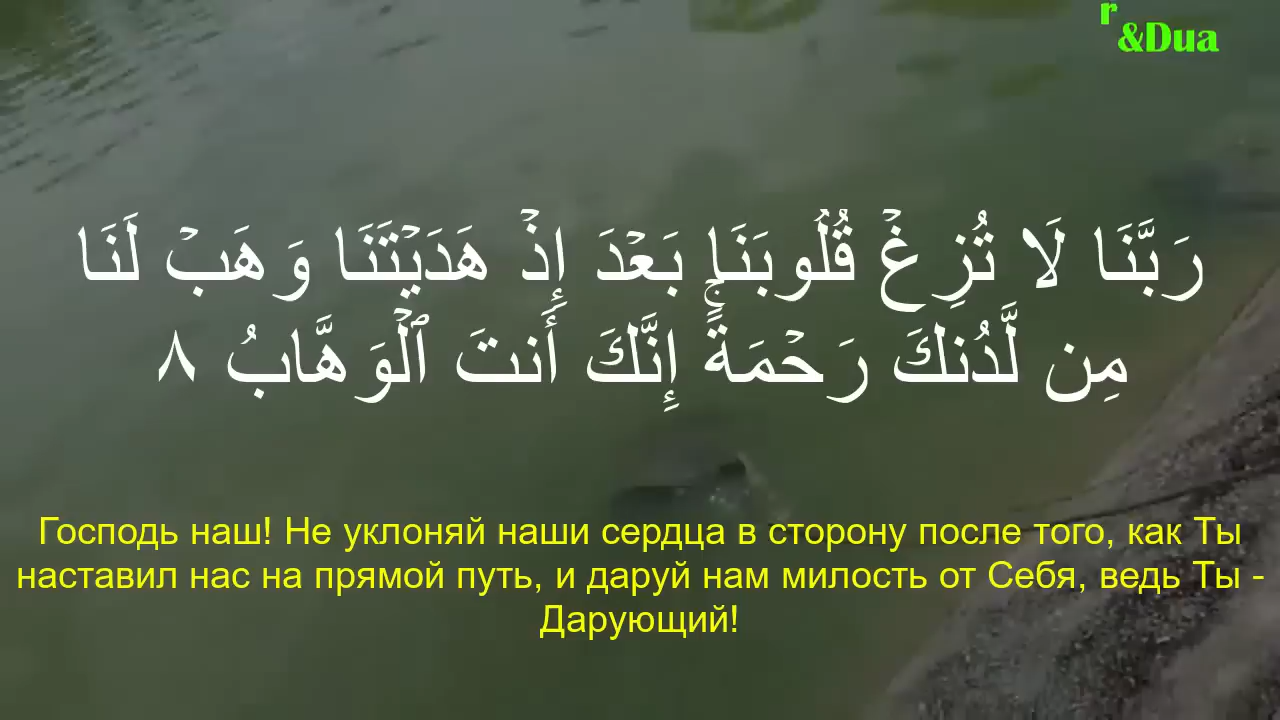 r
&Dua
رَبَّنَا لَا تُزِغۡ قُلُوبَنَا بَعۡدَ إِذۡ هَدَيۡتَنَا وَهَبۡ لَنَا
مِن لَّدُنكَ رَحۡمَةًۚ إِنَّكَ أَنتَ ٱلۡوَهَّابُ ٨
Господь наш! Не уклоняй наши сердца в сторону после того, как Ты
наставил нас на прямой путь, и даруй нам милость от Себя, ведь Ты -
Дарующий!